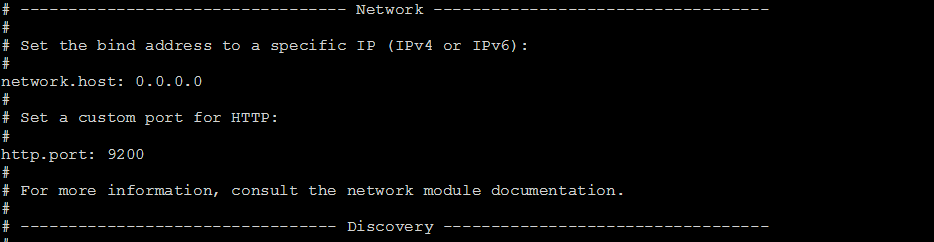 # ---------------------------------- Network -----------------------------------
#
# Set the bind address to a specific IP (IPv4 or IPv6):
#
network.host: 0.0.0.0
#
# Set a custom port for HTTP:
#
http.port: 9200
#
# For more information, consult the network module documentation.
#
# --------------------------------- Discovery ----------------------------------
#